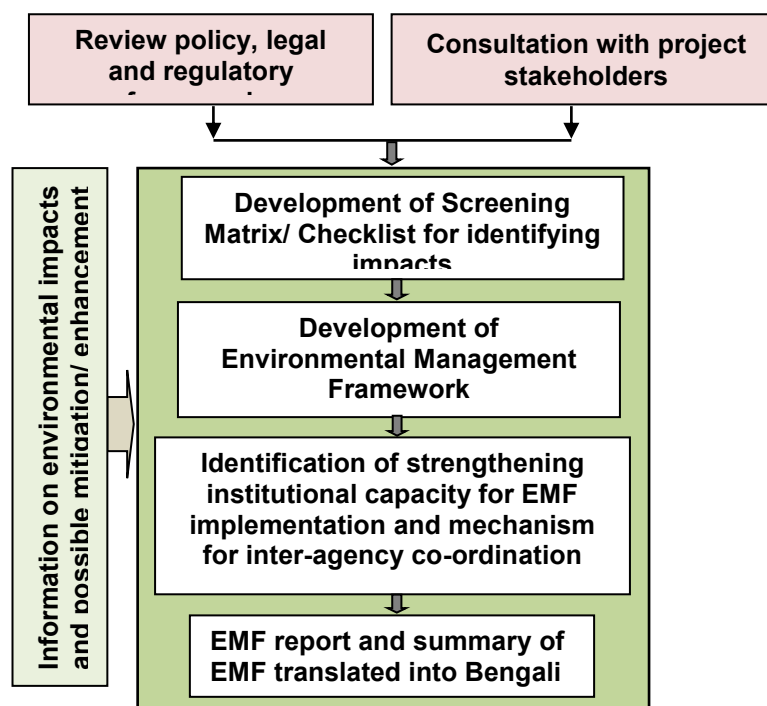 Review policy, legal
and regulatory
Consultation with project
stakeholders
Information on environmental impacts
and possible mitigation/ enhancement
Development of Screening
Matrix/ Checklist for identifying
impacts
Development of
Environmental Management
Framework
Identification of strengthening
institutional capacity for EMF
implementation and mechanism
for inter-agency co-ordination
EMF report and summary of
EMF translated into Bengali